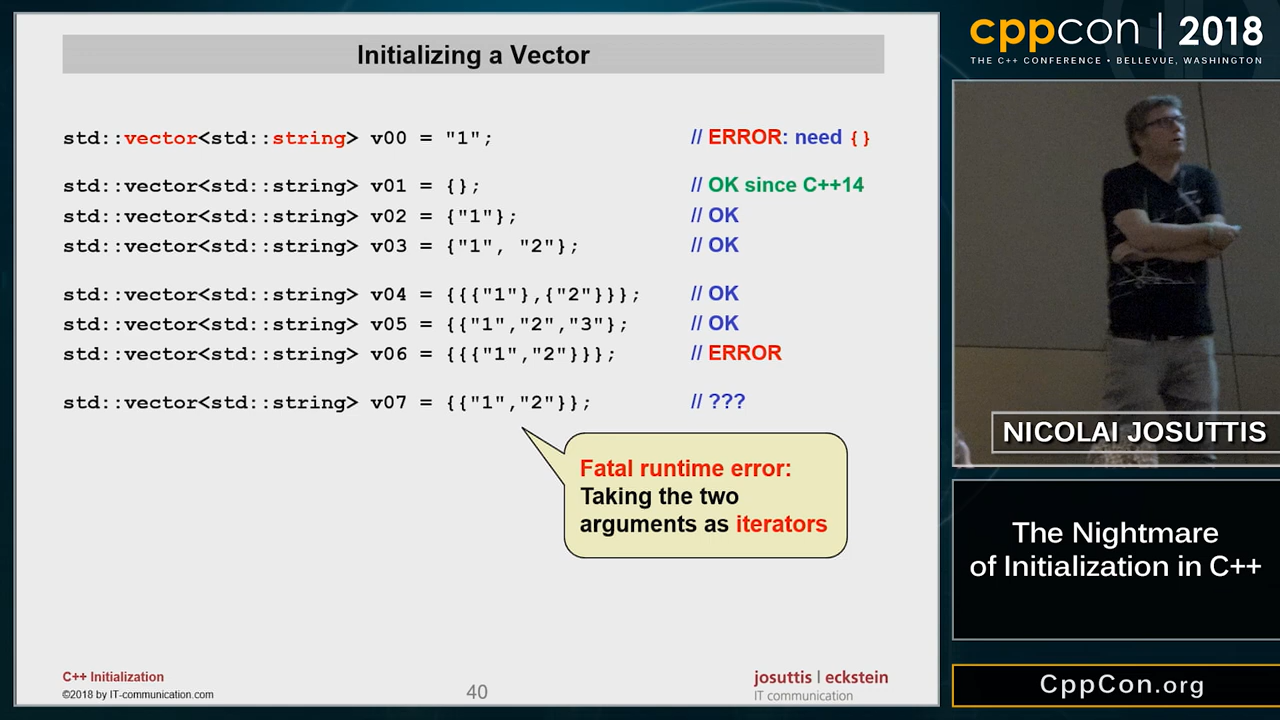 Initializing a Vector
std::vector<std::string> v00 = "1"; // ERROR: need {}
std::vector<std::string> v01 = {}; // OK since C++14
std::vector<std::string> v02 = {"1"}; // OK
std::vector<std::string> v03 = {"1", "2"}; // OK
std::vector<std::string> v04 = {{{"1"},{"2"}}}; // OK
std::vector<std::string> v05 = {{"1","2","3"}; // OK
std::vector<std::string> v06 = {{{"1","2"}}}; // ERROR
std::vector<std::string> v07 = {{"1","2"}}; // ???
Fatal runtime error:
Taking the two
arguments as iterators
C++ Initialization
©2018 by IT-communication.com
40
josuttis | eckstein
IT communication
cppcon | 2018
THE C++ CONFERENCE • BELLEVUE, WASHINGTON
NICOLAI JOSUTTIS
The Nightmare
of Initialization in C++
CppCon.org